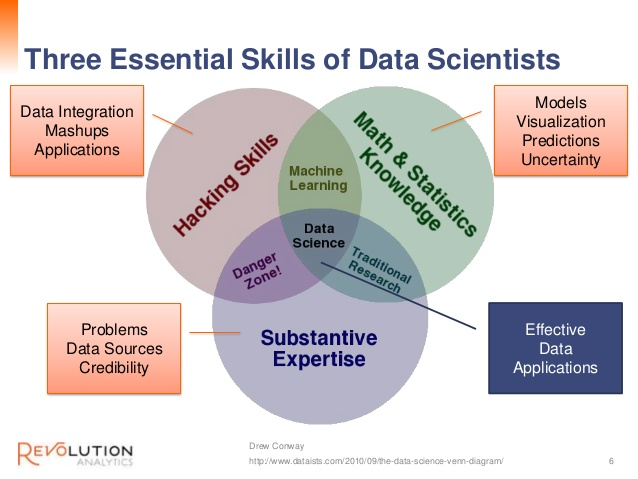 Three Essential Skills of Data Scientists
Data Integration
Mashups
Applications
Models
Visualization
Predictions
Uncertainty
Hacking Skills
Math & Statistics
Knowledge
Machine
Learning
Data
Science
Danger
Zone!
Traditional
Research
Substantive
Expertise
Problems
Data Sources
Credibility
Effective
Data
Applications
REVOLUTION
ANALYTICS
Drew Conway
http://www.dataists.com/2010/09/the-data-science-venn-diagram/
6